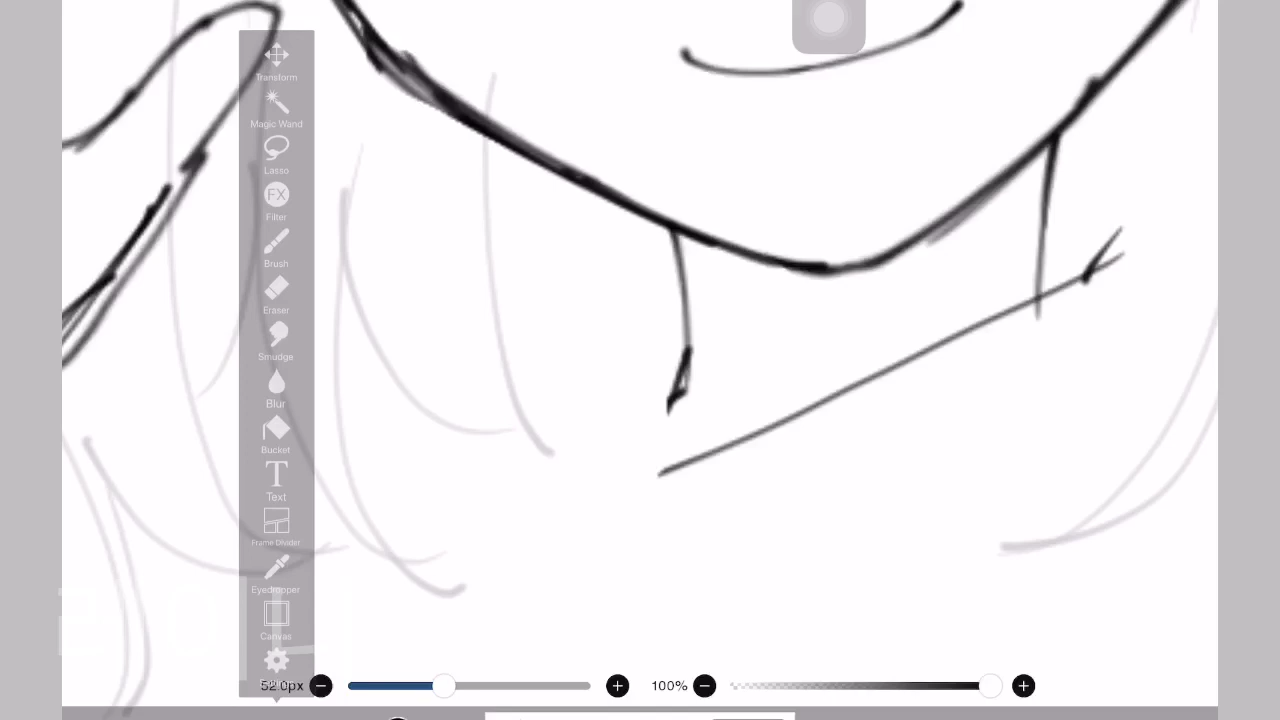 Transform
Magic Wand
Lasso
FX
Filter
Brush
Eraser
Smudge
Blur
Bucket
T
Text
Frame Divider
Eyedropper
Canvas
52.0px
100%